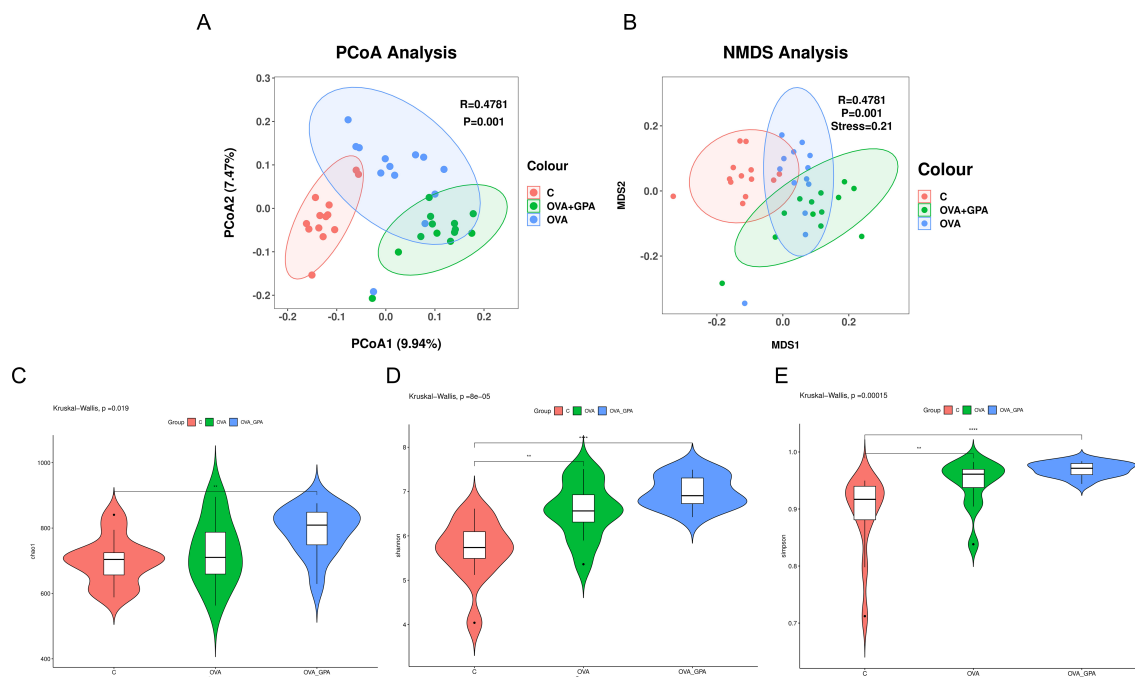 A
PCoA Analysis
R=0.4781
P=0.001
0.3
0.2
0.1
0.0
-0.1
-0.2
PCoA2 (7.47%)
-0.2
-0.1
0.0
0.1
0.2
PCoA1 (9.94%)
Colour
C
OVA+GPA
OVA
B
NMDS Analysis
R=0.4781
P=0.001
Stress=0.21
0.2
0.0
-0.2
MDS2
-0.2
0.0
0.2
MDS1
Colour
C
OVA+GPA
OVA
C
Kruskal−Wallis, p =0.019
Group C OVA OVA_GPA
1000
800
600
400
chao1
**
C
OVA
OVA_GPA
D
Kruskal−Wallis, p =8e−05
Group C OVA OVA_GPA
8
7
6
5
4
shannon
****
**
C
OVA
OVA_GPA
E
Kruskal−Wallis, p =0.00015
Group C OVA OVA_GPA
1.0
0.9
0.8
0.7
simpson
****
**
C
OVA
OVA_GPA